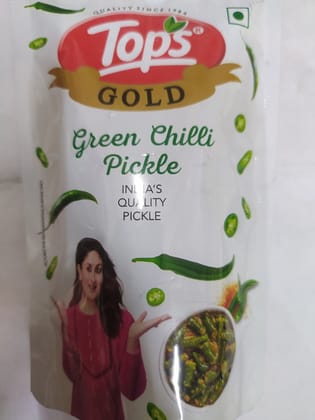 QUALITY SINCE 1984
Tops®
GOLD
Green Chilli
Pickle
INDIA'S
QUALITY
PICKLE